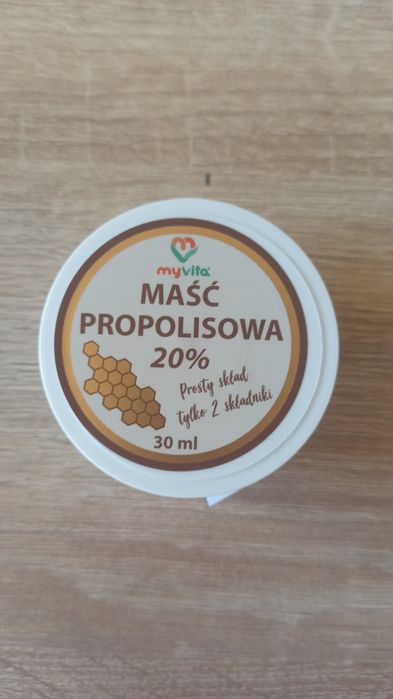 myvita
MAŚĆ
PROPOLISOWA
20%
Prosty skład
tylko 2 składniki
30 ml